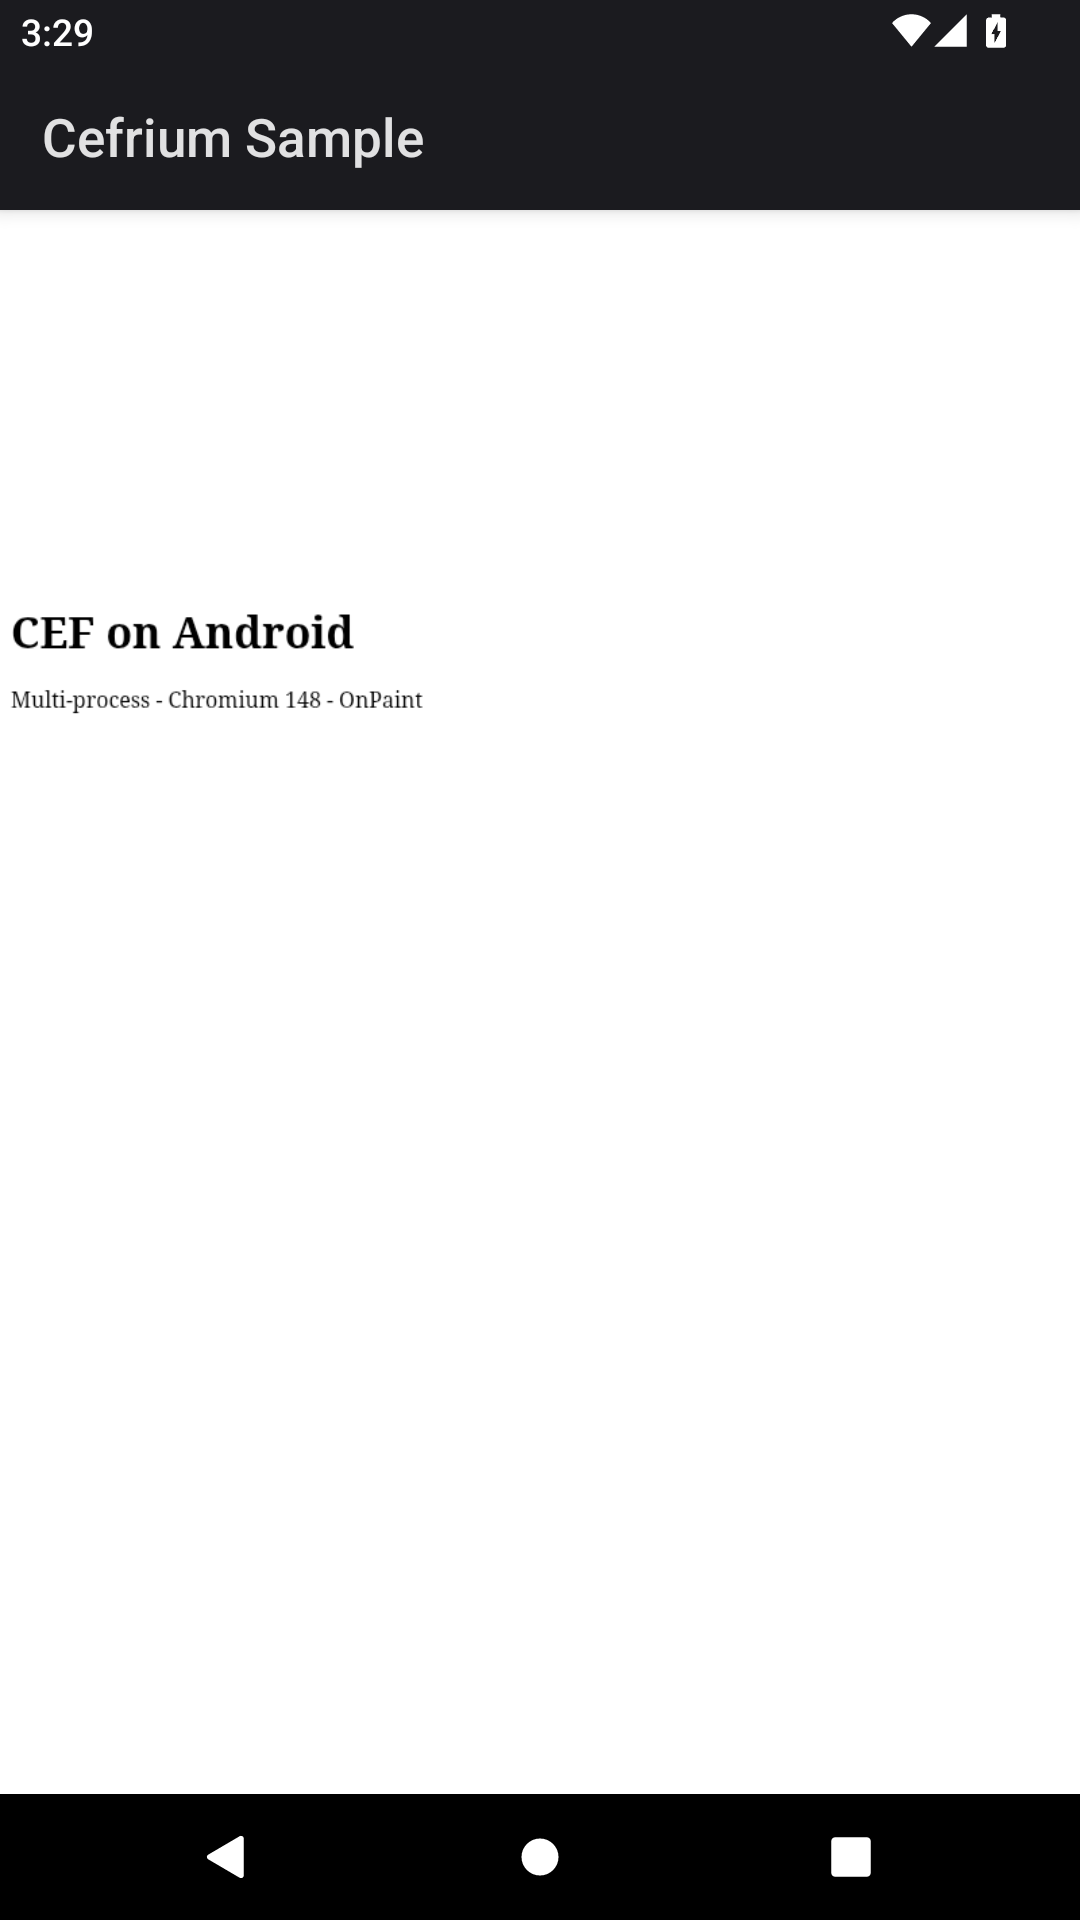 3:29
Cefrium Sample
CEF on Android
Multi-process - Chromium 148 - OnPaint